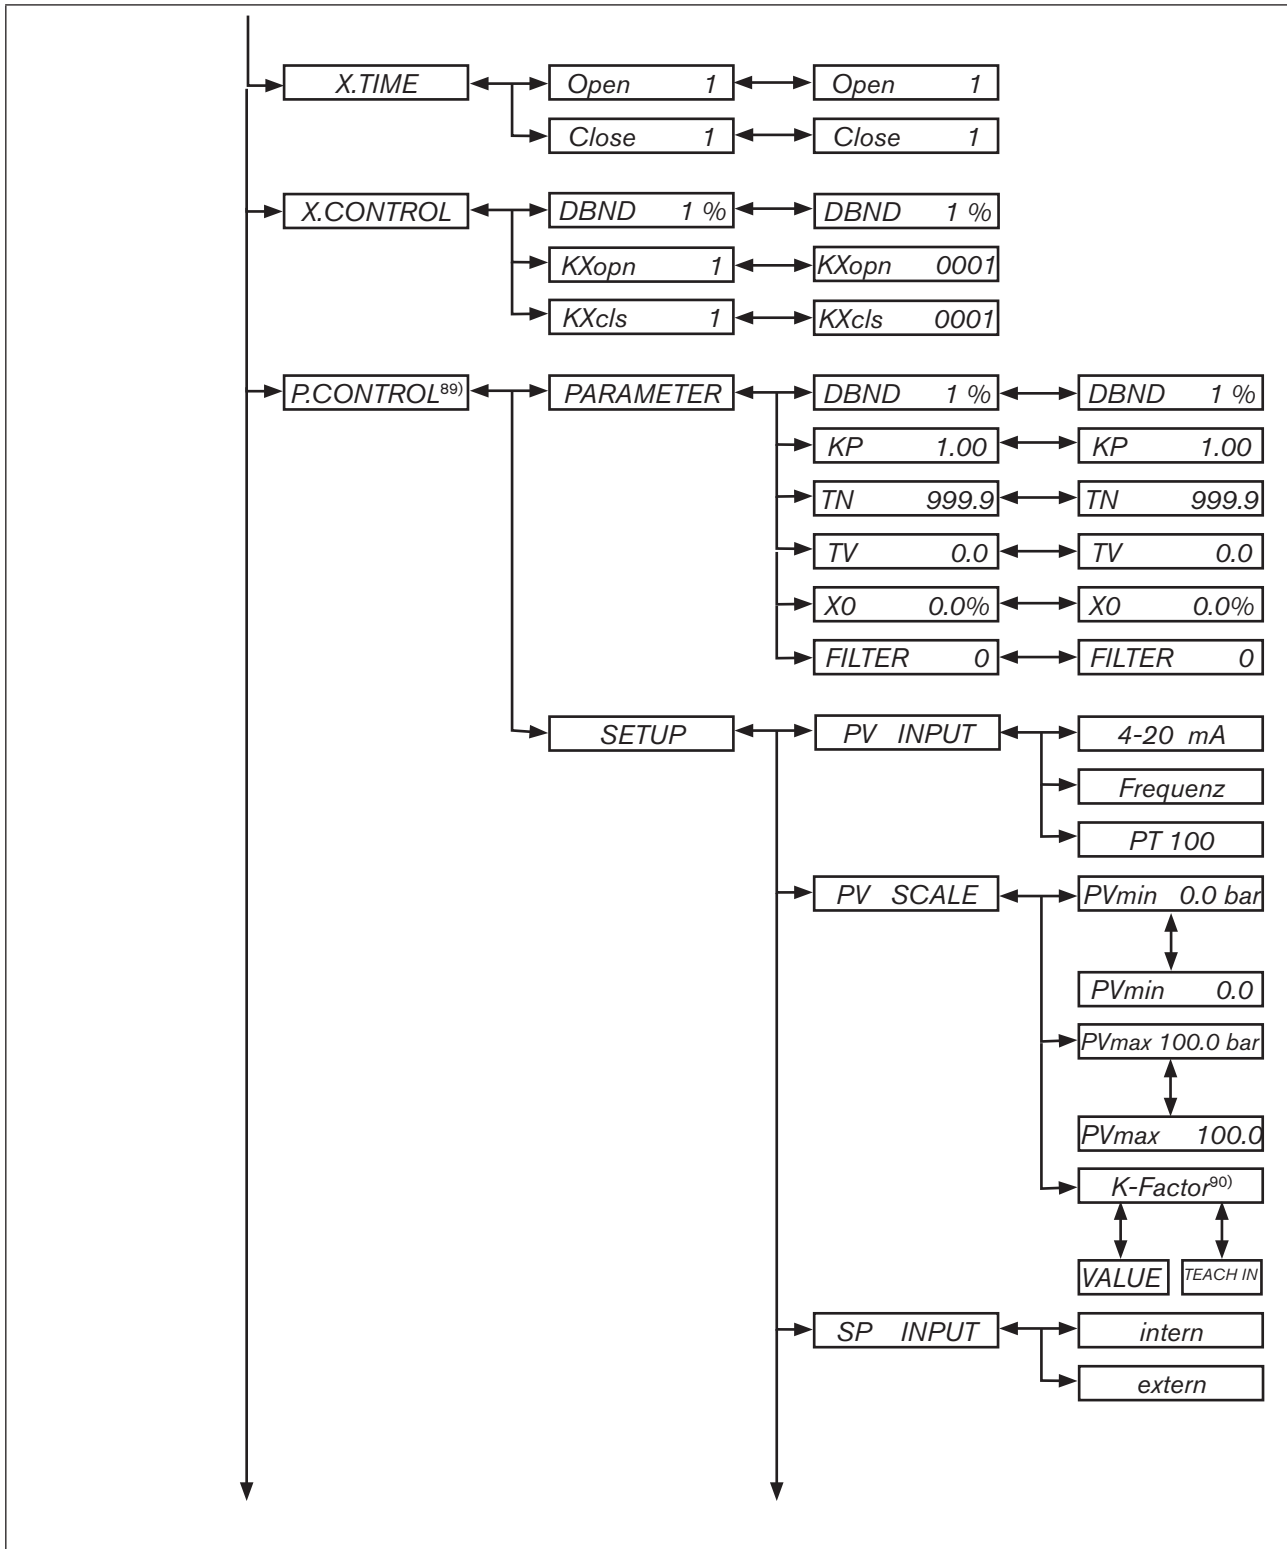 X.TIME Open 1 Open 1
Close 1 Close 1
X.CONTROL DBND 1 % DBND 1 %
KXopn 1 KXopn 0001
KXcls 1 KXcls 0001
P.CONTROL89) PARAMETER DBND 1 % DBND 1 %
KP 1.00 KP 1.00
TN 999.9 TN 999.9
TV 0.0 TV 0.0
X0 0.0% X0 0.0%
FILTER 0 FILTER 0
SETUP PV INPUT 4-20 mA
Frequenz
PT 100
PV SCALE PVmin 0.0 bar
PVmin 0.0
PVmax 100.0 bar
PVmax 100.0
K-Factor90)
VALUE TEACH IN
SP INPUT intern
extern